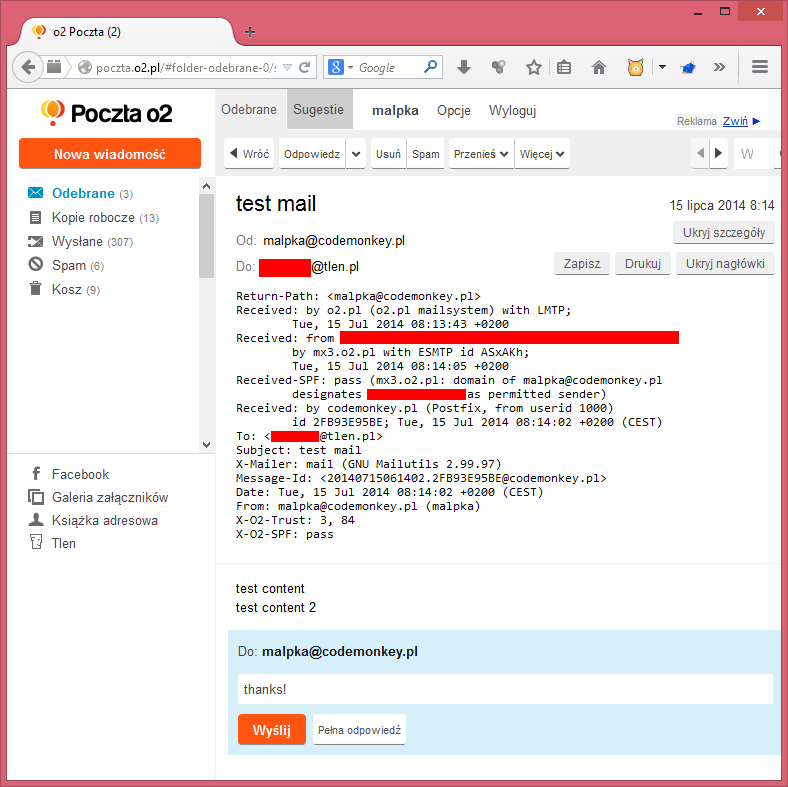 o2 Poczta (2)
poczta.o2.pl/#folder-odebrane-0/
Google
Poczta o2
Odebrane Sugestie malpka Opcje Wyloguj
Reklama Zwiń
Nowa wiadomość
Wróć Odpowiedz Usuń Spam Przenieś Więcej W
Odebrane (3)
Kopie robocze (13)
Wysłane (307)
Spam (6)
Kosz (9)
Facebook
Galeria załączników
Książka adresowa
Tlen
test mail
15 lipca 2014 8:14
Ukryj szczegóły
Od: malpka@codemonkey.pl
Do: @tlen.pl
Zapisz Drukuj Ukryj nagłówki
Return-Path: <malpka@codemonkey.pl>
Received: by o2.pl (o2.pl mailsystem) with LMTP;
Tue, 15 Jul 2014 08:13:43 +0200
Received: from
by mx3.o2.pl with ESMTP id ASxAKh;
Tue, 15 Jul 2014 08:14:05 +0200
Received-SPF: pass (mx3.o2.pl: domain of malpka@codemonkey.pl
designates as permitted sender)
Received: by codemonkey.pl (Postfix, from userid 1000)
id 2FB93E95BE; Tue, 15 Jul 2014 08:14:02 +0200 (CEST)
To: < @tlen.pl>
Subject: test mail
X-Mailer: mail (GNU Mailutils 2.99.97)
Message-Id: <20140715061402.2FB93E95BE@codemonkey.pl>
Date: Tue, 15 Jul 2014 08:14:02 +0200 (CEST)
From: malpka@codemonkey.pl (malpka)
X-O2-Trust: 3, 84
X-O2-SPF: pass
test content
test content 2
Do: malpka@codemonkey.pl
thanks!
Wyślij Pełna odpowiedź